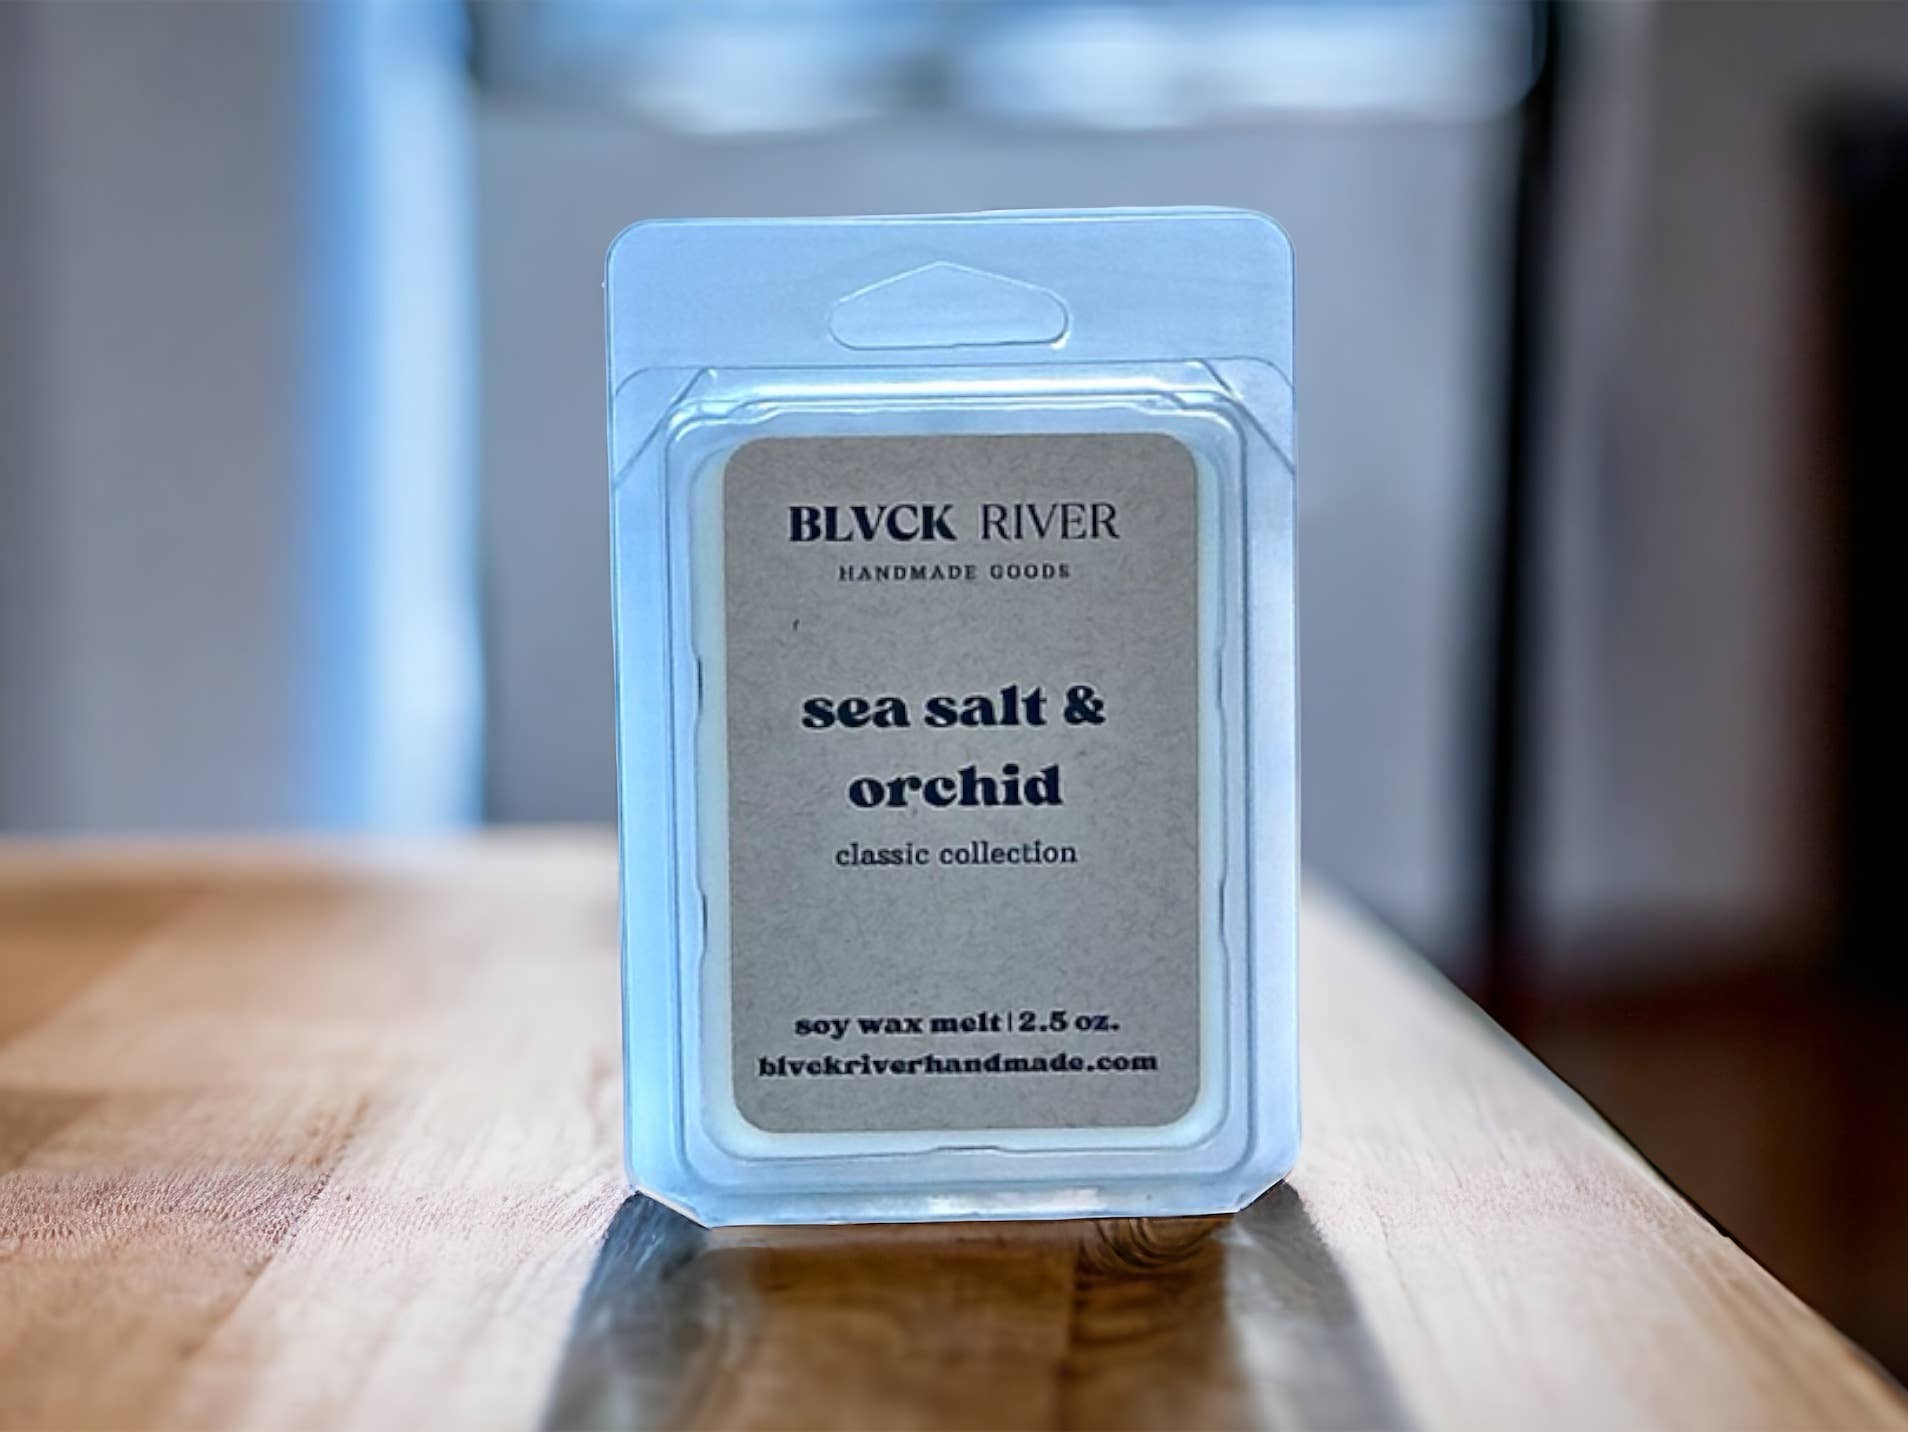 BLVCK RIVER
HANDMADE GOODS
sea salt &
orchid
classic collection
soy wax melt | 2.5 oz.
blvckriverhandmade.com